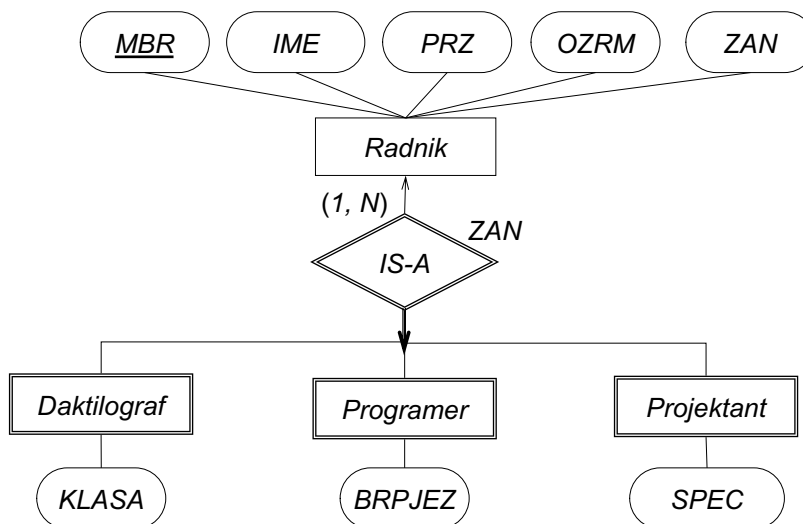 MBR IME PRZ OZRM ZAN
Radnik
(1, N)
ZAN
IS-A
Daktilograf Programer Projektant
KLASA BRPJEZ SPEC